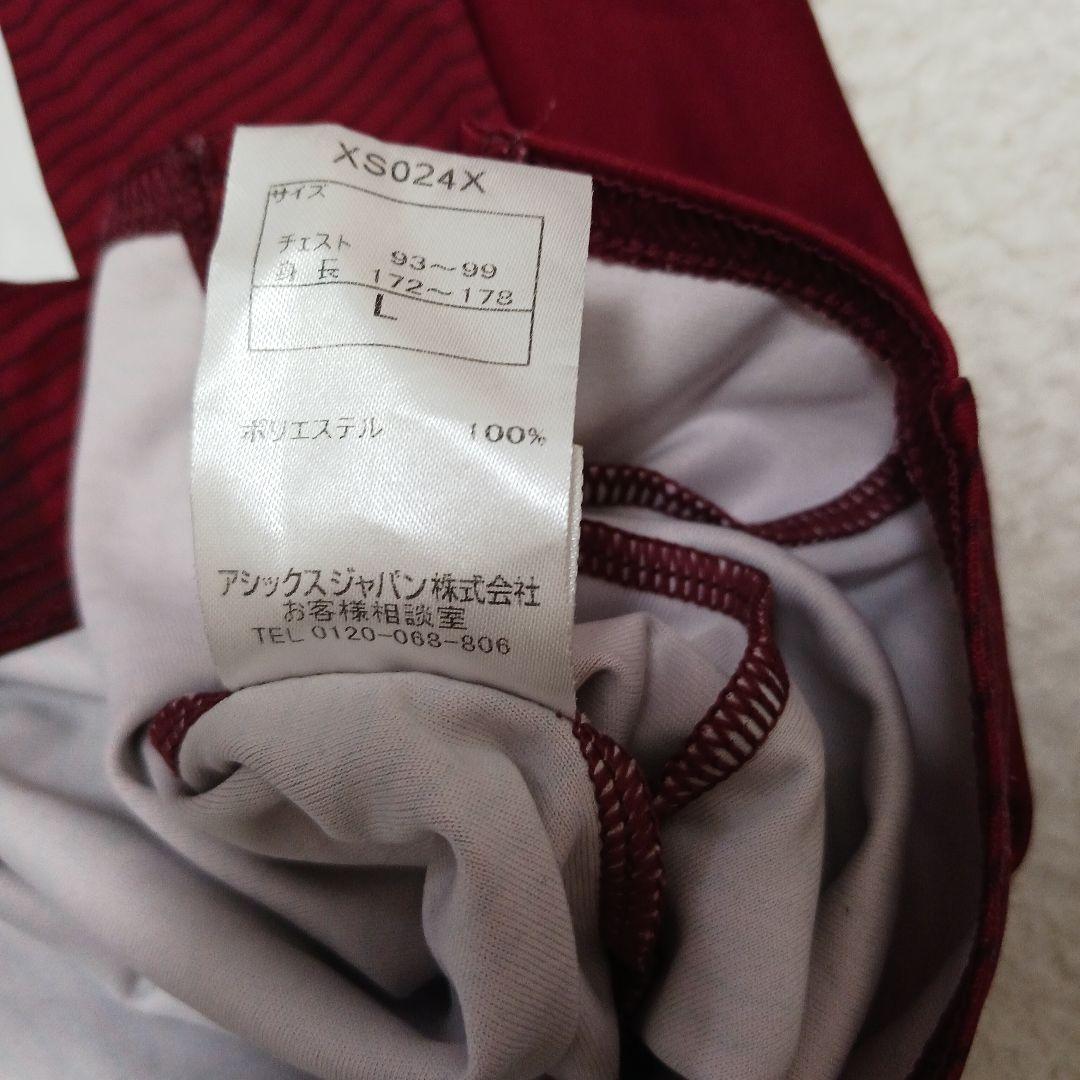 XS024X
サイズ
チェスト 93～99
身長 172～178
L
ポリエステル 100%
アシックスジャパン株式会社
お客様相談室
TEL 0120-068-806